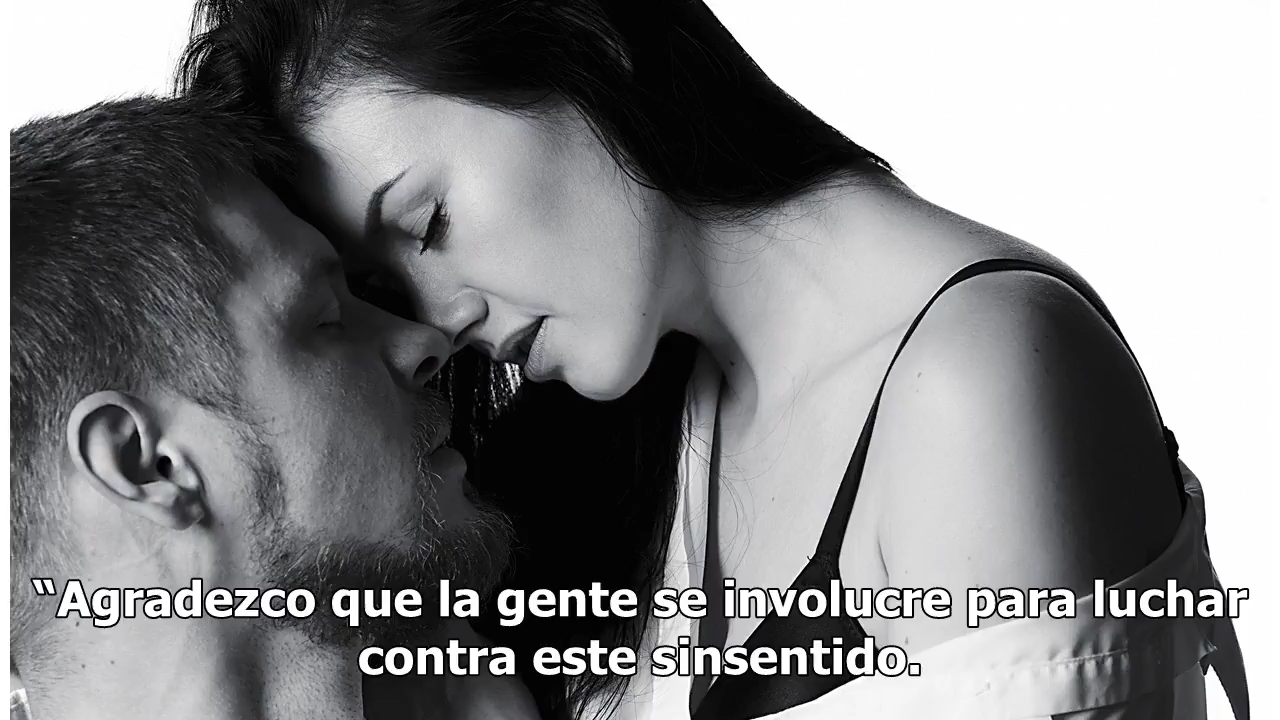 “Agradezco que la gente se involucre para luchar
contra este sinsentido.